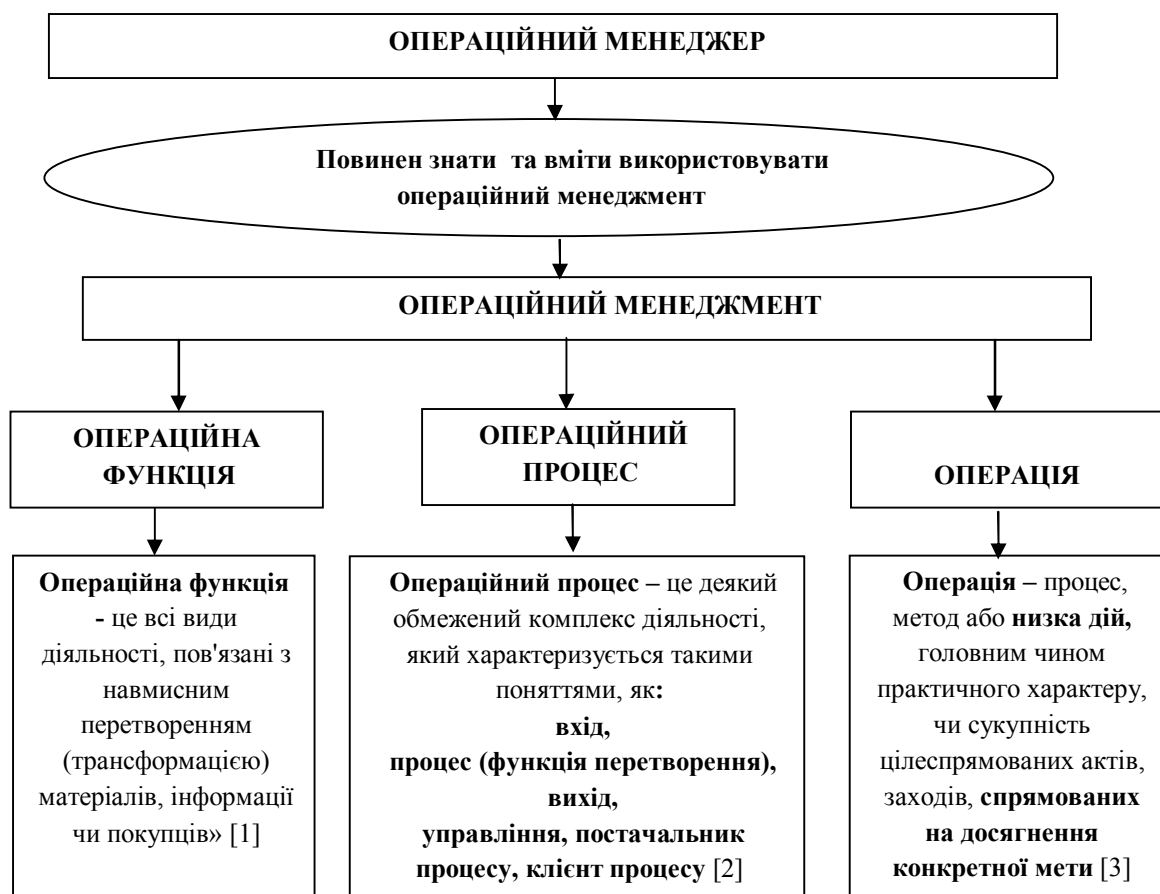 ОПЕРАЦІЙНИЙ МЕНЕДЖЕР
Повинен знати та вміти використовувати
операційний менеджмент
ОПЕРАЦІЙНИЙ МЕНЕДЖМЕНТ
ОПЕРАЦІЙНА
ФУНКЦІЯ
ОПЕРАЦІЙНИЙ
ПРОЦЕС
ОПЕРАЦІЯ
Операційна функція
- це всі види
діяльності, пов'язані з
навмисним
перетворенням
(трансформацією)
матеріалів, інформації
чи покупців» [1]
Операційний процес – це деякий
обмежений комплекс діяльності,
який характеризується такими
поняттями, як:
вхід,
процес (функція перетворення),
вихід,
управління, постачальник
процесу, клієнт процесу [2]
Операція – процес,
метод або низка дій,
головним чином
практичного характеру,
чи сукупність
цілеспрямованих актів,
заходів, спрямованих
на досягнення
конкретної мети [3]